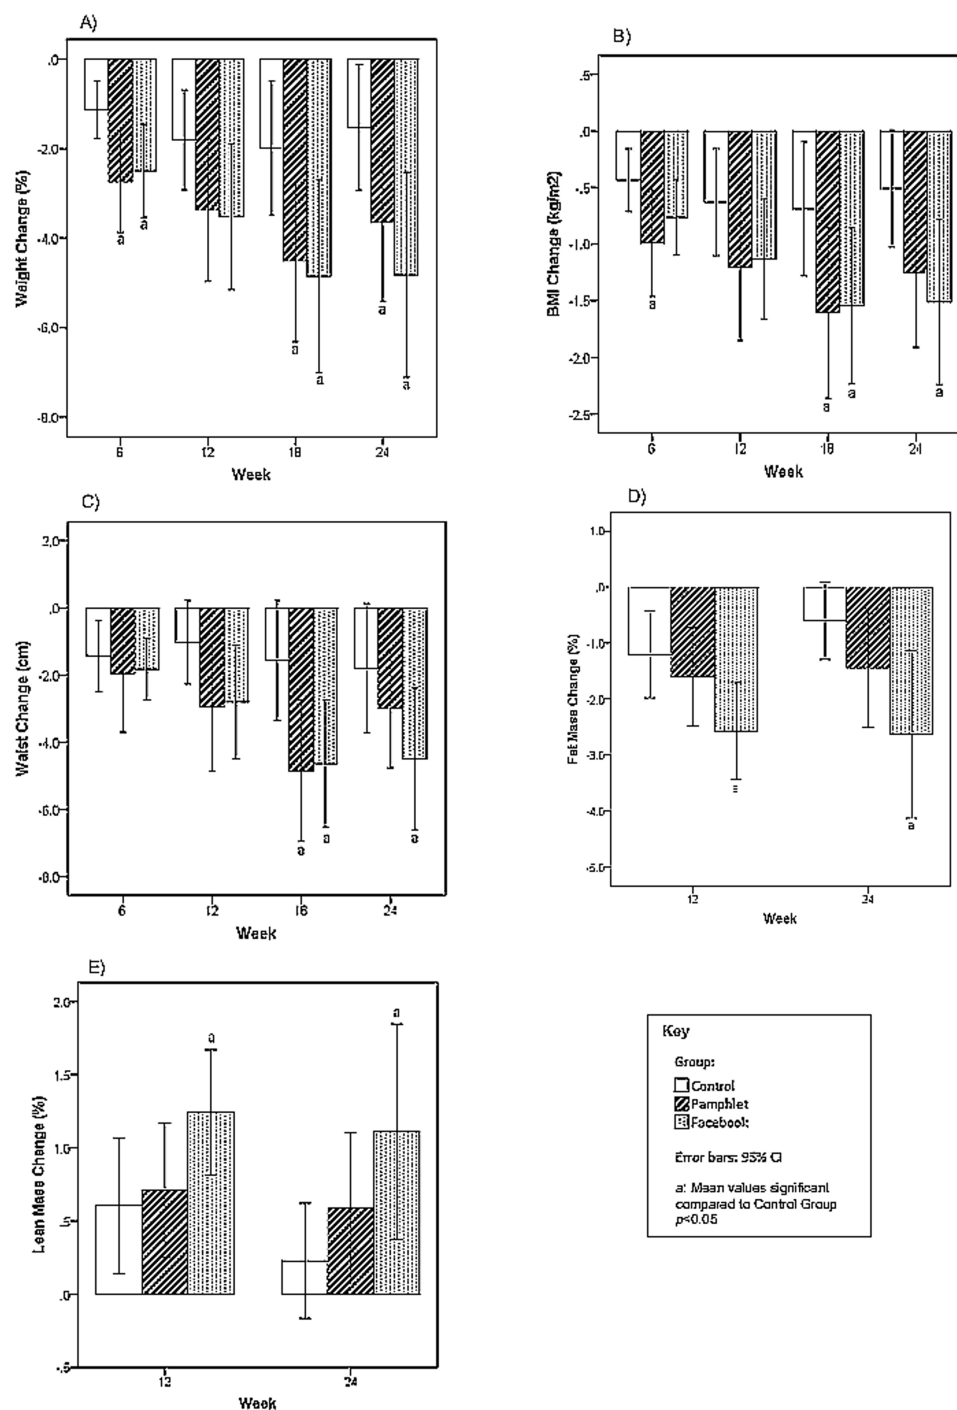 A)
.0
-2.0
-4.0
-6.0
-8.0
Weight Change (%)
a
a
a
a
a
a
6
12
18
24
Week
B)
.5
.0
-.5
-1.0
-1.5
-2.0
-2.5
BMI Change (kg/m2)
a
a
a
a
6
12
18
24
Week
C)
2.0
.0
-2.0
-4.0
-6.0
-8.0
Waist Change (cm)
a
a
a
6
12
18
24
Week
D)
1.0
.0
-1.0
-2.0
-3.0
-4.0
-5.0
Fat Mass Change (%)
a
12
24
Week
E)
2.0
1.5
1.0
.5
.0
-.5
Lean Mass Change (%)
a
a
12
24
Week
Key
Group:
Control
Pamphlet
Facebook
Error bars: 95% CI
a: Mean values significant
compared to Control Group
p<0.05